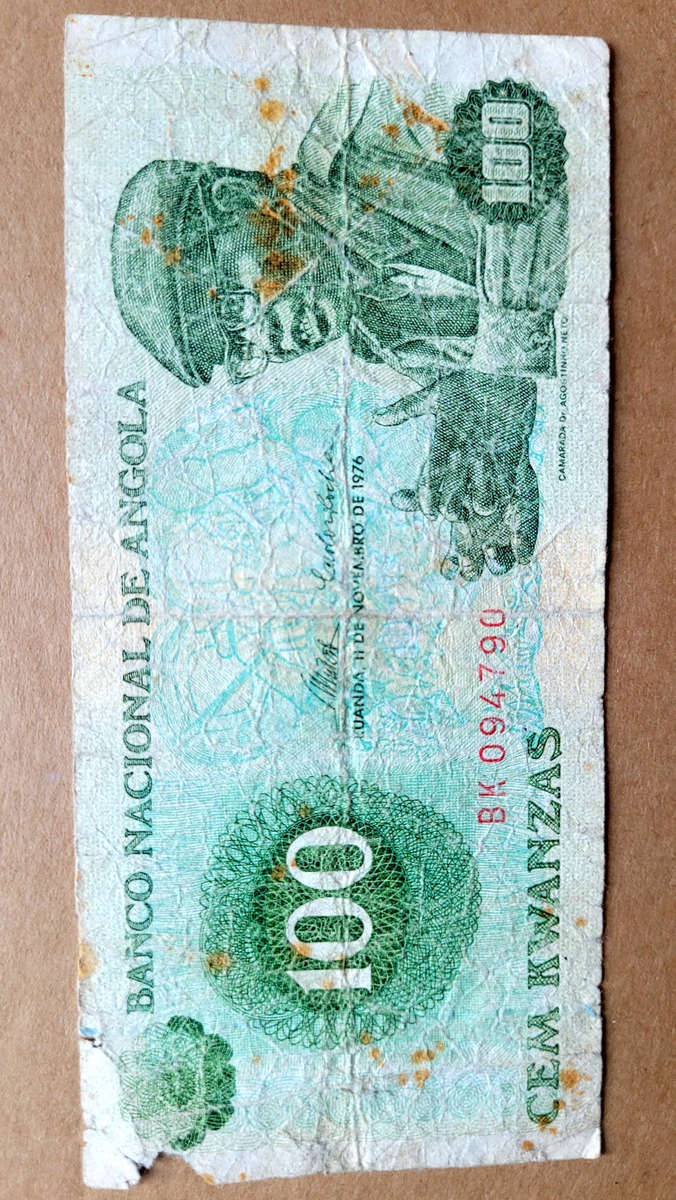 BANCO NACIONAL DE ANGOLA
100
LUANDA, 11 DE NOVEMBRO DE 1976
BK 094790
CEM KWANZAS
CAMARADA Dr. AGOSTINHO NETO
100